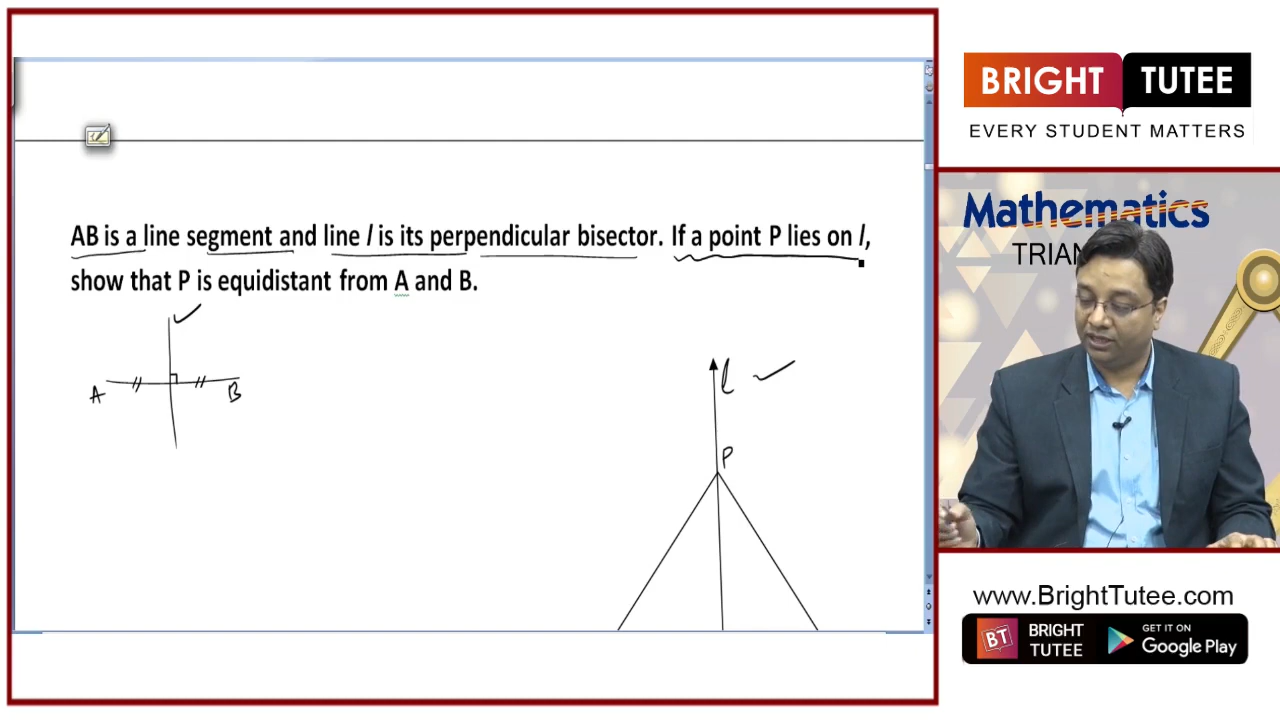 BRIGHT TUTEE
EVERY STUDENT MATTERS
AB is a line segment and line l is its perpendicular bisector. If a point P lies on l,
show that P is equidistant from A and B.
A
B
l
P
Mathematics
www.BrightTutee.com
BT
BRIGHT
TUTEE
GET IT ON
Google Play